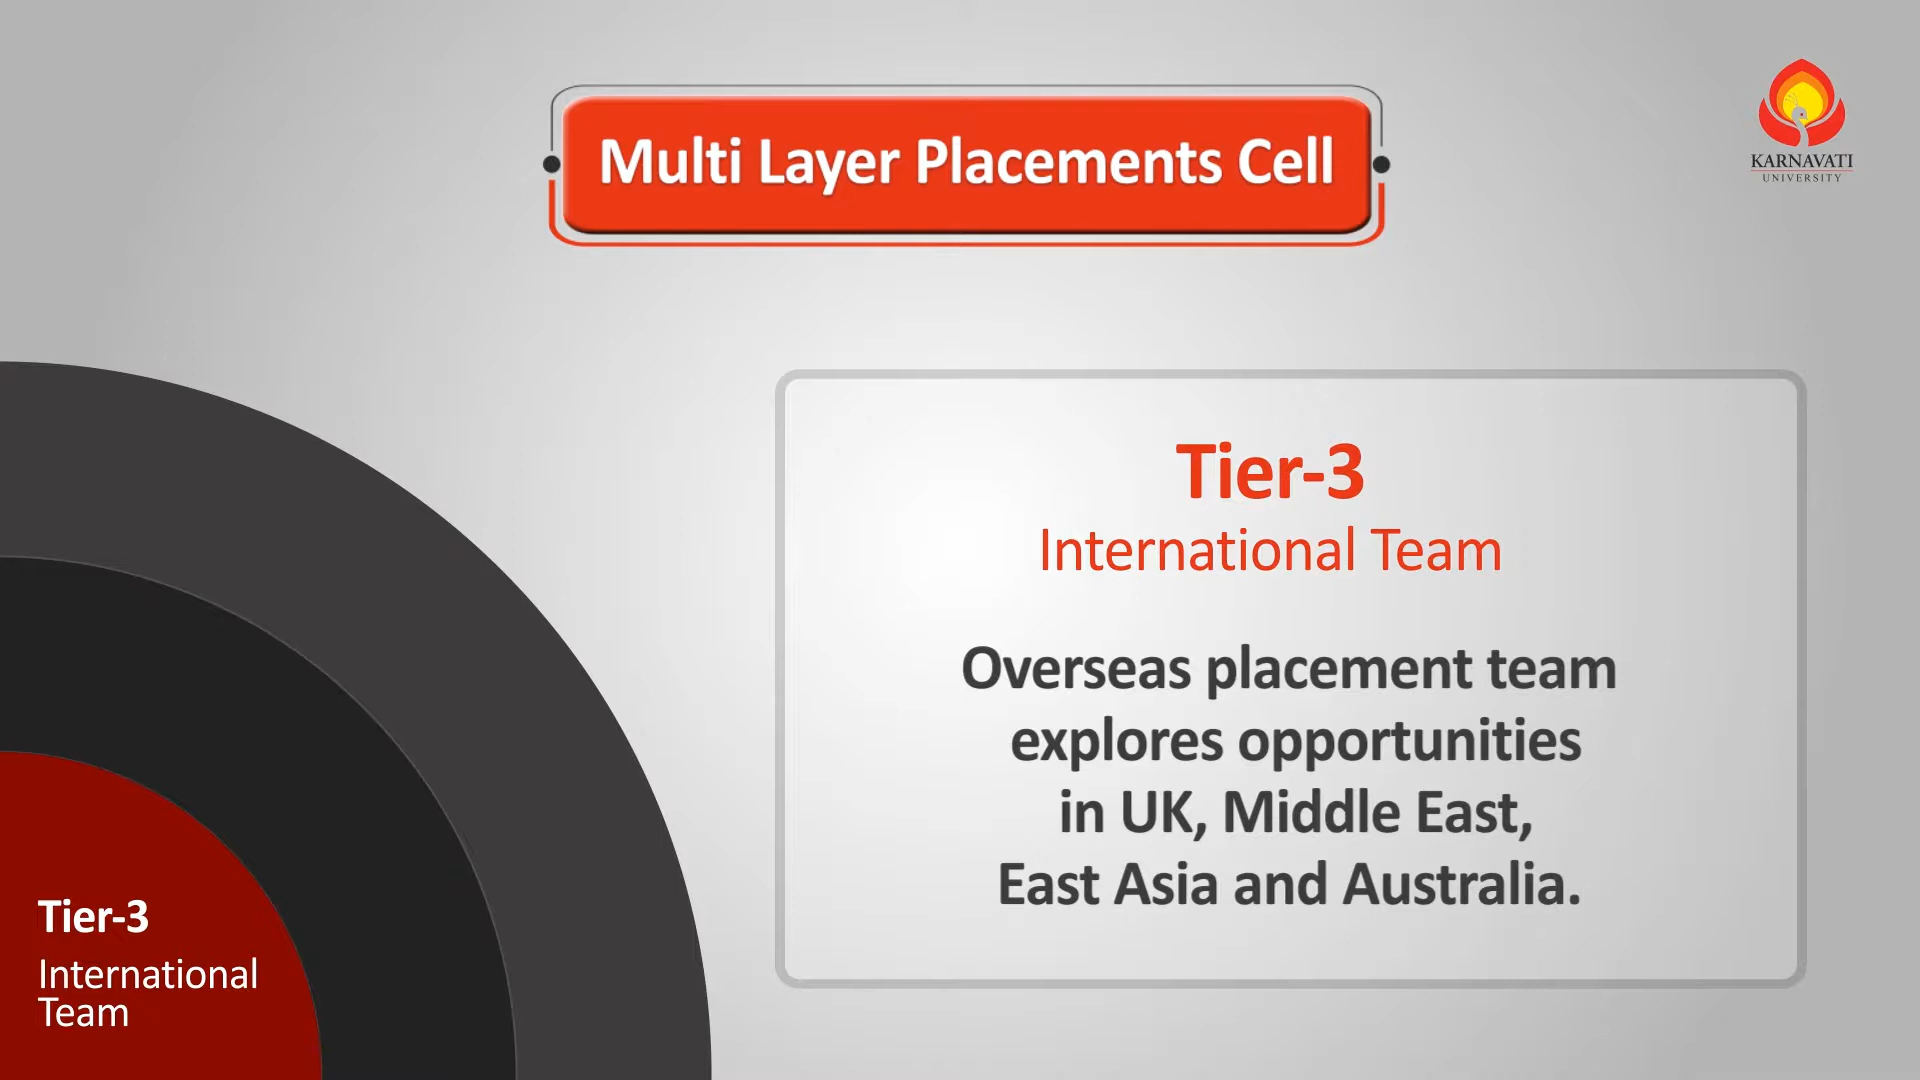 Multi Layer Placements Cell
KARNAVATI
UNIVERSITY
Tier-3
International Team
Overseas placement team
explores opportunities
in UK, Middle East,
East Asia and Australia.
Tier-3
International
Team